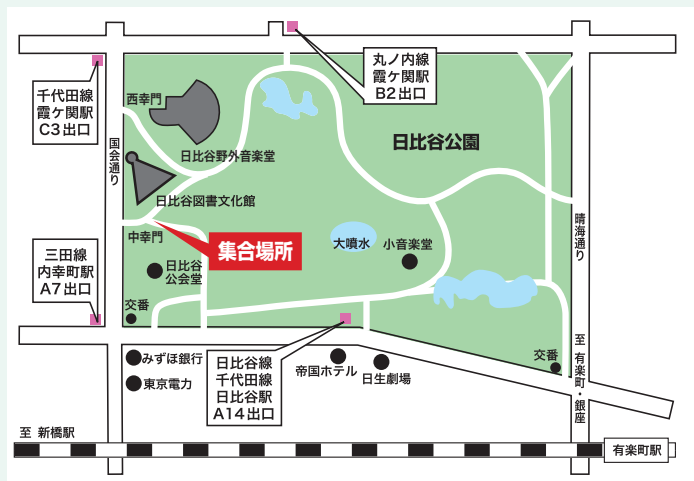 千代田線
霞ケ関駅
C3出口
丸ノ内線
霞ケ関駅
B2出口
西幸門
国会通り
日比谷野外音楽堂
日比谷公園
日比谷図書文化館
中幸門
集合場所
大噴水
小音楽堂
晴海通り
三田線
内幸町駅
A7出口
日比谷
公会堂
交番
至 有楽町・銀座
みずほ銀行
東京電力
日比谷線
千代田線
日比谷駅
A14出口
帝国ホテル
日生劇場
交番
至 新橋駅
有楽町駅